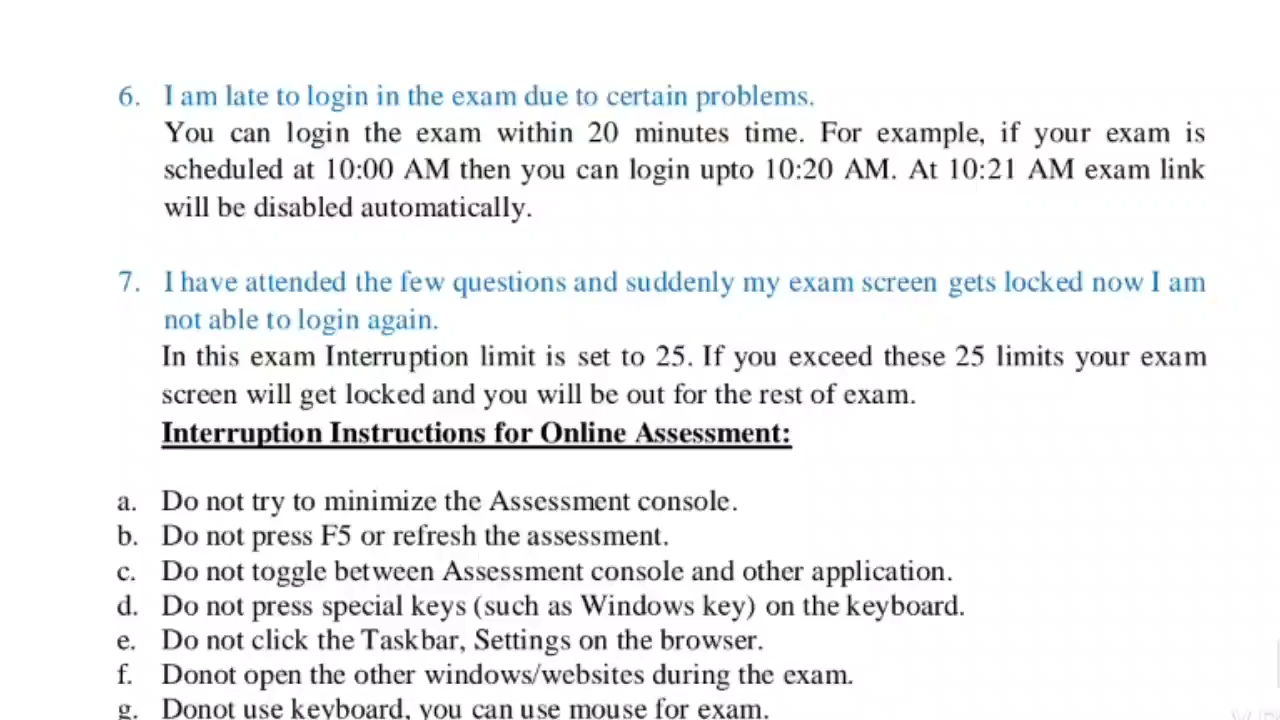 6. I am late to login in the exam due to certain problems.
You can login the exam within 20 minutes time. For example, if your exam is
scheduled at 10:00 AM then you can login upto 10:20 AM. At 10:21 AM exam link
will be disabled automatically.
7. I have attended the few questions and suddenly my exam screen gets locked now I am
not able to login again.
In this exam Interruption limit is set to 25. If you exceed these 25 limits your exam
screen will get locked and you will be out for the rest of exam.
Interruption Instructions for Online Assessment:
a. Do not try to minimize the Assessment console.
b. Do not press F5 or refresh the assessment.
c. Do not toggle between Assessment console and other application.
d. Do not press special keys (such as Windows key) on the keyboard.
e. Do not click the Taskbar, Settings on the browser.
f. Donot open the other windows/websites during the exam.
g. Donot use keyboard, you can use mouse for exam.